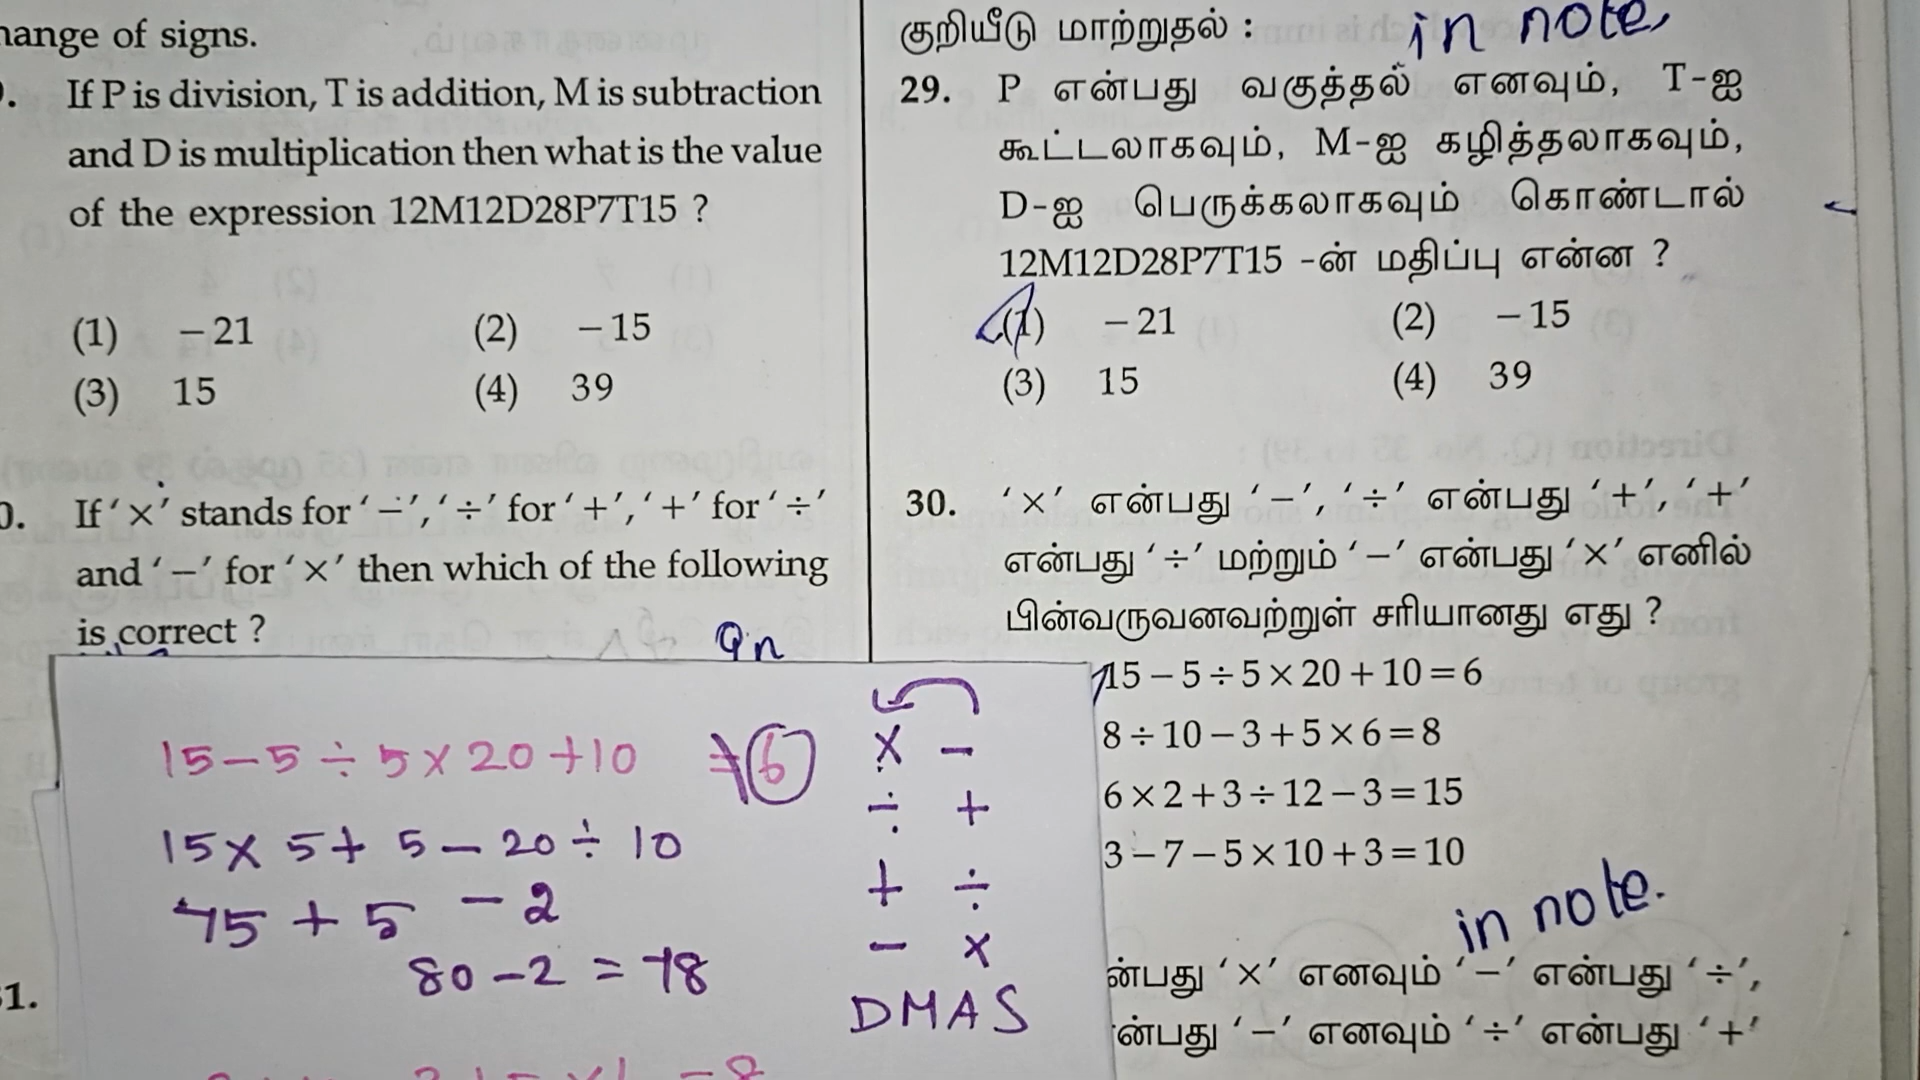 hange of signs.
If P is division, T is addition, M is subtraction
and D is multiplication then what is the value
of the expression 12M12D28P7T15 ?
(1) – 21 (2) – 15
(3) 15 (4) 39
If ‘×’ stands for ‘–’, ‘÷’ for ‘+’, ‘+’ for ‘÷’
and ‘–’ for ‘×’ then which of the following
is correct ?
Qn
15 – 5 ÷ 5 × 20 + 10 = 6
15 × 5 + 5 – 20 ÷ 10
75 + 5 – 2
80 – 2 = 78
× –
÷ +
+ ÷
– ×
DMAS
31.
குறியீடு மாற்றுதல் : in note
29. P என்பது வகுத்தல் எனவும், T-ஐ
கூட்டலாகவும், M-ஐ கழித்தலாகவும்,
D-ஐ பெருக்கலாகவும் கொண்டால்
12M12D28P7T15 -ன் மதிப்பு என்ன ?
(1) – 21 (2) – 15
(3) 15 (4) 39
30. ‘×’ என்பது ‘–’, ‘÷’ என்பது ‘+’, ‘+’
என்பது ‘÷’ மற்றும் ‘–’ என்பது ‘×’ எனில்
பின்வருவனவற்றுள் சரியானது எது ?
15 – 5 ÷ 5 × 20 + 10 = 6
8 ÷ 10 – 3 + 5 × 6 = 8
6 × 2 + 3 ÷ 12 – 3 = 15
3 – 7 – 5 × 10 + 3 = 10
in note.
ன்பது ‘×’ எனவும் ‘–’ என்பது ‘÷’,
ன்பது ‘–’ எனவும் ‘÷’ என்பது ‘+’